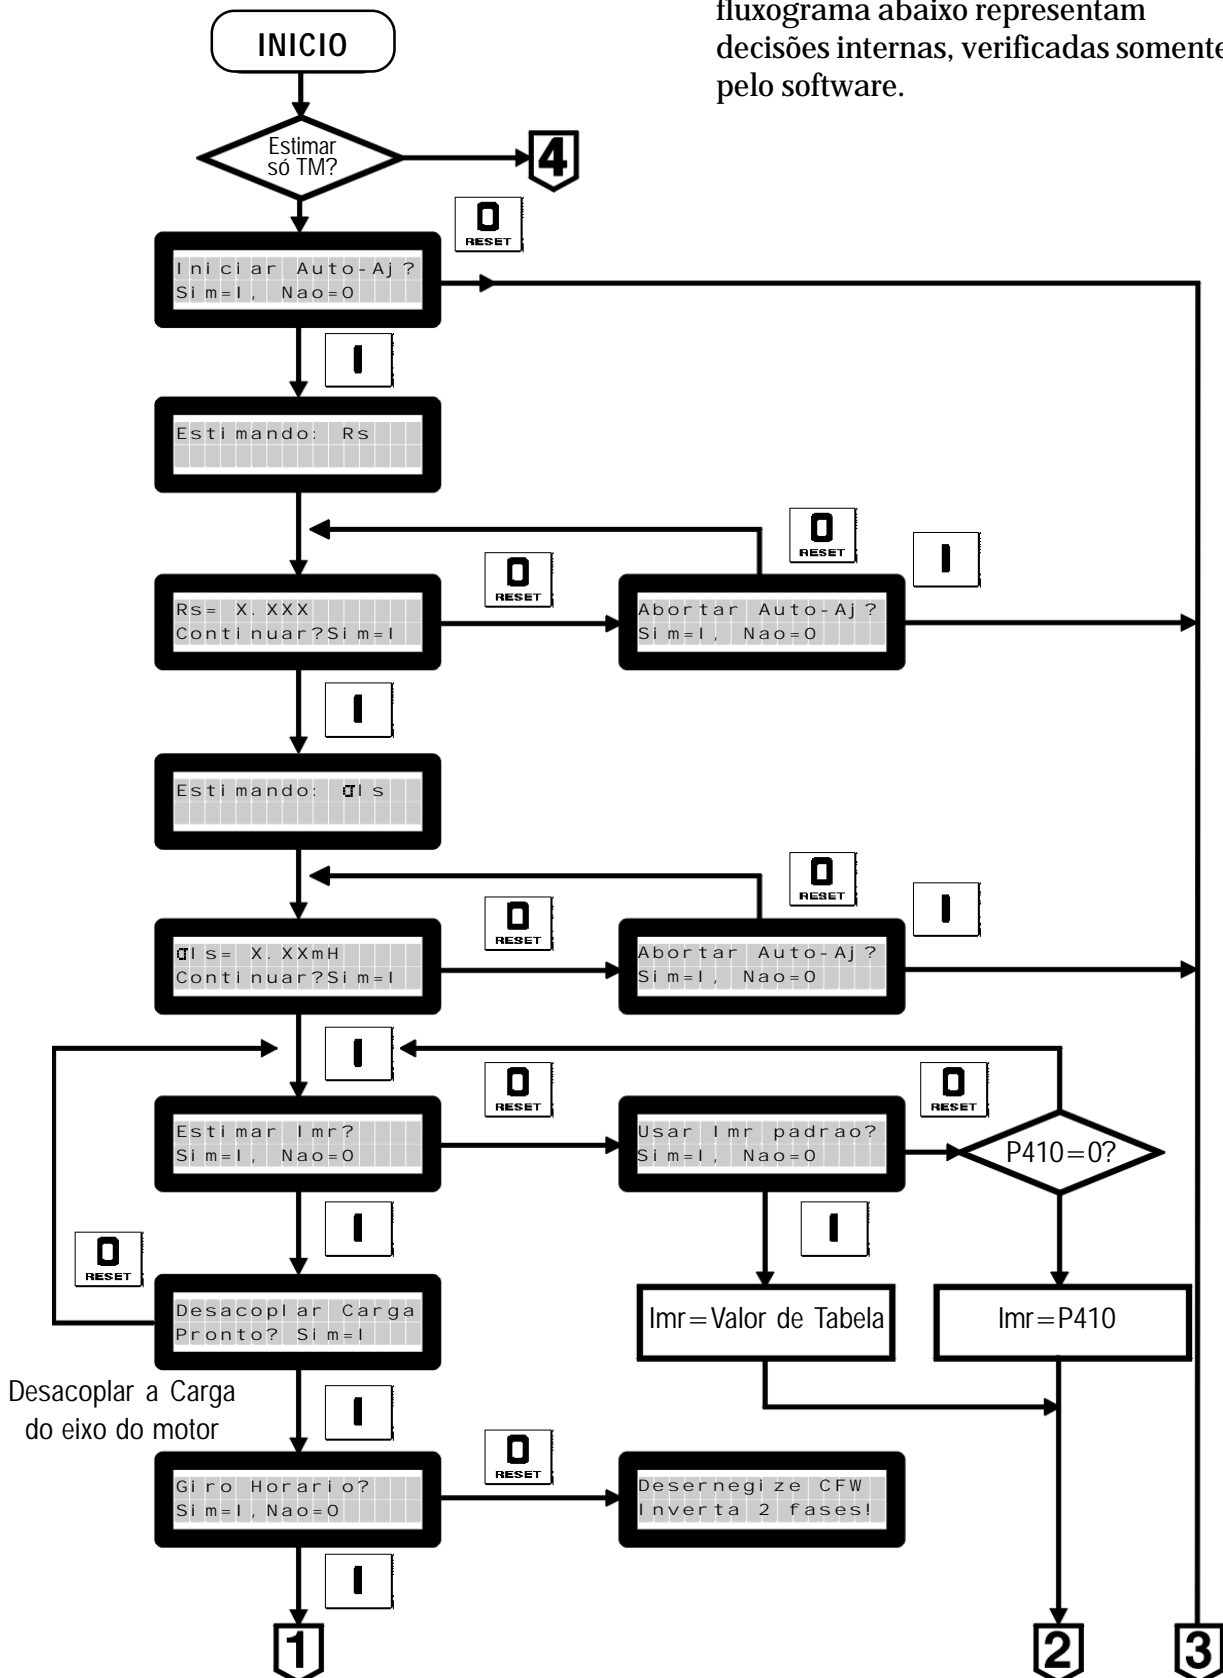 fluxograma abaixo representam
decisões internas, verificadas somente
pelo software.
INICIO
Estimar
só TM?
4
0
RESET
Iniciar Auto-Aj?
Sim=I, Nao=0
I
Estimando: Rs
0
RESET
I
0
RESET
Rs= X.XXX
Continuar?Sim=I
Abortar Auto-Aj?
Sim=I, Nao=0
I
Estimando: σls
0
RESET
I
0
RESET
σls= X.XXmH
Continuar?Sim=I
Abortar Auto-Aj?
Sim=I, Nao=0
I
0
RESET
0
RESET
Estimar Imr?
Sim=I, Nao=0
Usar Imr padrao?
Sim=I, Nao=0
P410=0?
I
I
0
RESET
Desacoplar Carga
Pronto? Sim=I
Imr=Valor de Tabela
Imr=P410
Desacoplar a Carga
do eixo do motor
I
0
RESET
Giro Horario?
Sim=I,Nao=0
Desernegize CFW
Inverta 2 fases!
I
1
2
3